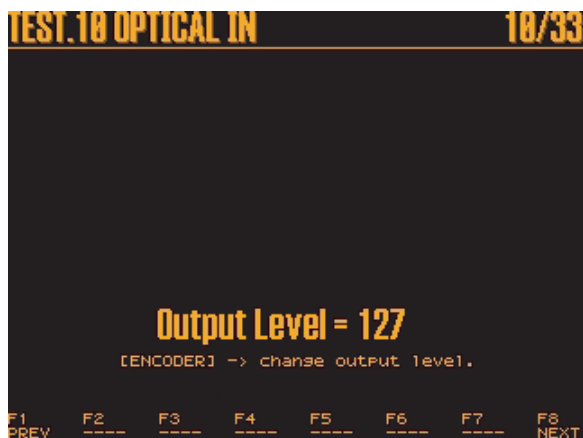 TEST.10 OPTICAL IN 10/33
Output Level = 127
[ENCODER] -> change output level.
F1 F2 F3 F4 F5 F6 F7 F8
PREV ---- ---- ---- ---- ---- ---- NEXT